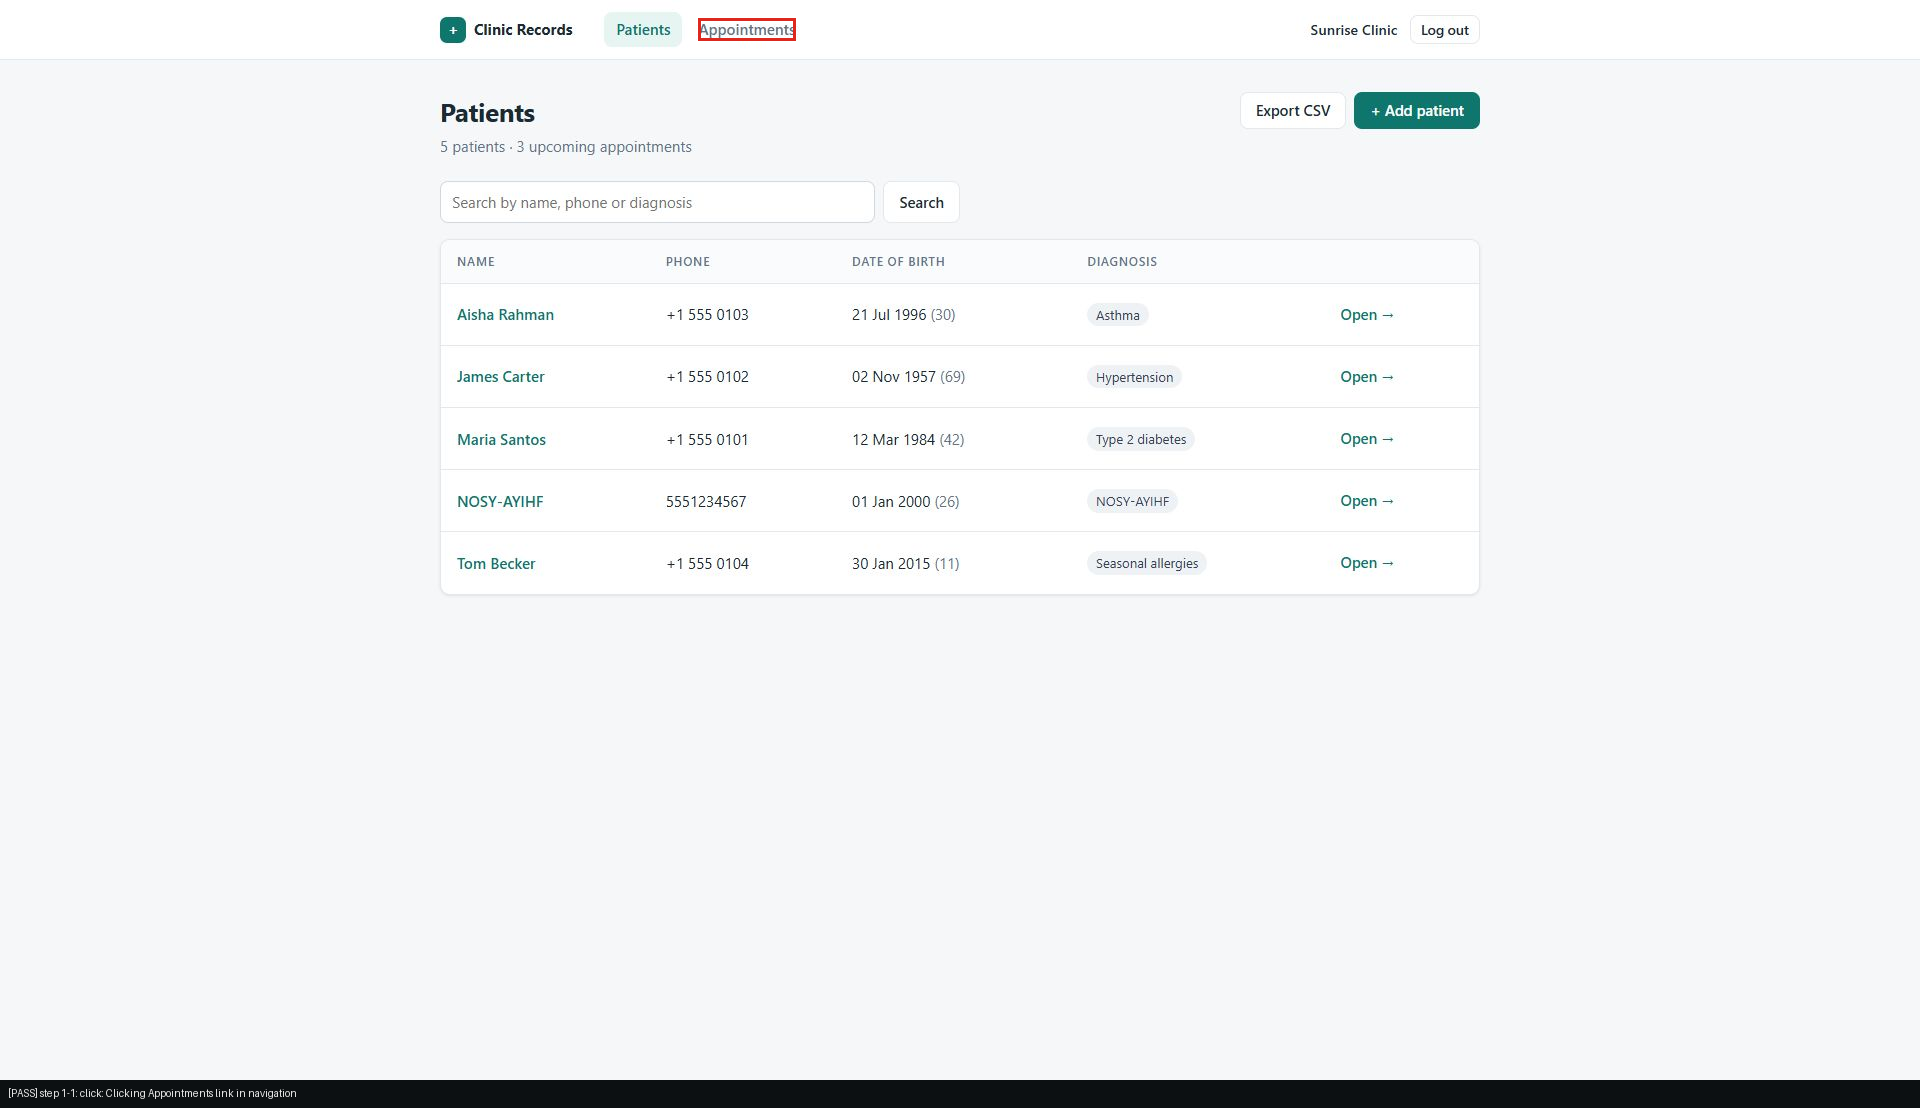 + Clinic Records Patients Appointments Sunrise Clinic Log out
Patients Export CSV + Add patient
5 patients · 3 upcoming appointments
Search by name, phone or diagnosis Search
NAME PHONE DATE OF BIRTH DIAGNOSIS
Aisha Rahman +1 555 0103 21 Jul 1996 (30) Asthma Open →
James Carter +1 555 0102 02 Nov 1957 (69) Hypertension Open →
Maria Santos +1 555 0101 12 Mar 1984 (42) Type 2 diabetes Open →
NOSY-AYIHF 5551234567 01 Jan 2000 (26) NOSY-AYIHF Open →
Tom Becker +1 555 0104 30 Jan 2015 (11) Seasonal allergies Open →
[PASS] step 1-1: click: Clicking Appointments link in navigation